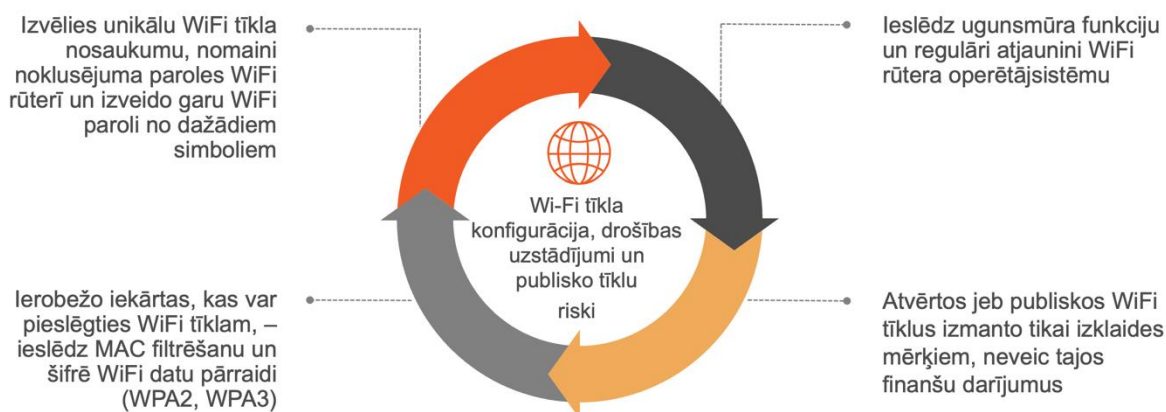 Izvēlies unikālu WiFi tīkla
nosaukumu, nomaini
noklusējuma paroles WiFi
rūterī un izveido garu WiFi
paroli no dažādiem
simboliem
Ieslēdz ugunsmūra funkciju
un regulāri atjaunini WiFi
rūtera operētājsistēmu
Wi-Fi tīkla
konfigurācija, drošības
uzstādījumi un
publisko tīklu
riski
Ierobežo iekārtas, kas var
pieslēgties WiFi tīklam, –
ieslēdz MAC filtrēšanu un
šifrē WiFi datu pārraidi
(WPA2, WPA3)
Atvērtos jeb publiskos WiFi
tīklus izmanto tikai izklaides
mērķiem, neveic tajos
finanšu darījumus